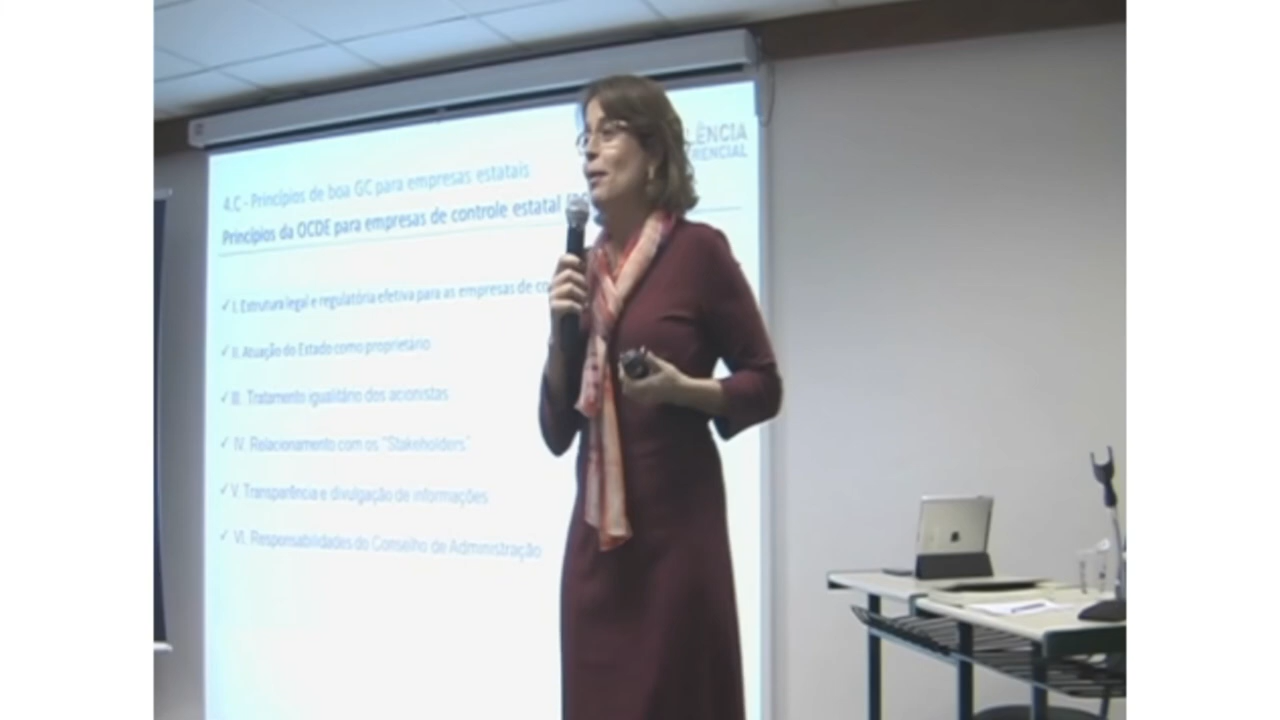 LÊNCIA
RENCIAL
4.C - Princípios de boa GC para empresas estatais
Princípios da OCDE para empresas de controle estatal
✓ I. Estrutura legal e regulatória efetiva para as empresas de co
✓ II. Atuação do Estado como proprietário
✓ III. Tratamento igualitário dos acionistas
✓ IV. Relacionamento com os "Stakeholders"
✓ V. Transparência e divulgação de informações
✓ VI. Responsabilidades do Conselho de Administração